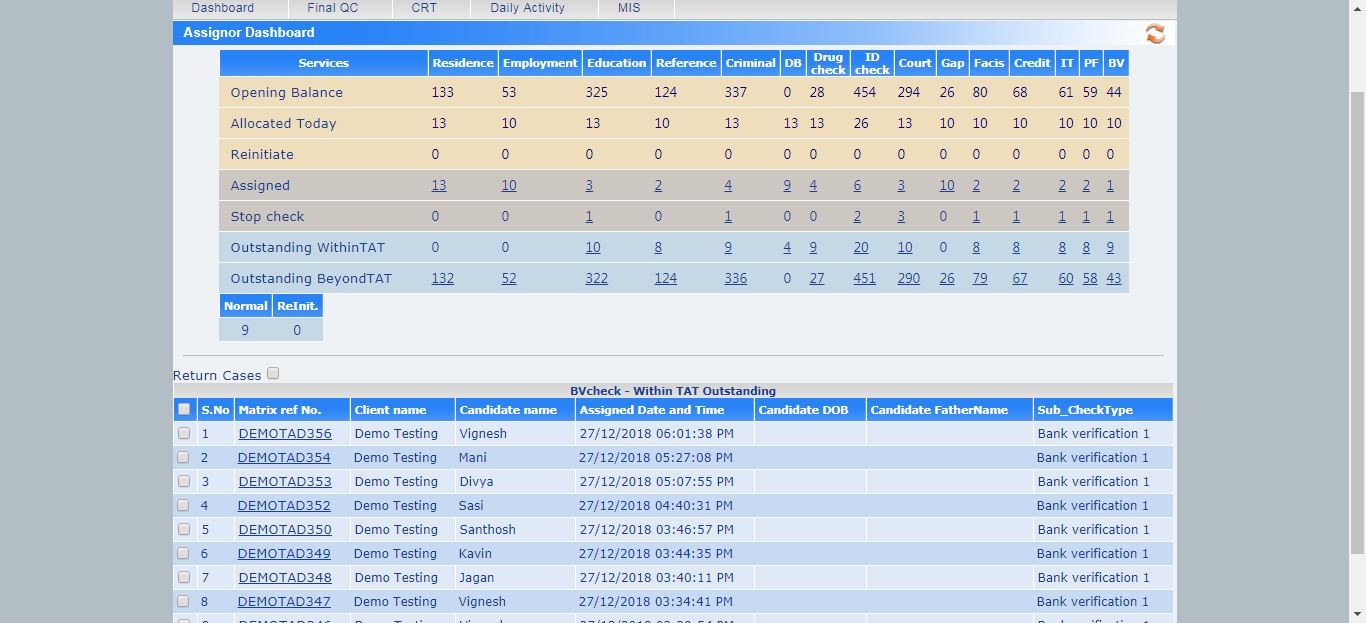 Dashboard Final QC CRT Daily Activity MIS
Assignor Dashboard
Services Residence Employment Education Reference Criminal DB Drug check ID check Court Gap Facis Credit IT PF BV
Opening Balance 133 53 325 124 337 0 28 454 294 26 80 68 61 59 44
Allocated Today 13 10 13 10 13 13 13 26 13 10 10 10 10 10 10
Reinitiate 0 0 0 0 0 0 0 0 0 0 0 0 0 0 0
Assigned 13 10 3 2 4 9 4 6 3 10 2 2 2 2 1
Stop check 0 0 1 0 1 0 0 2 3 0 1 1 1 1 1
Outstanding WithinTAT 0 0 10 8 9 4 9 20 10 0 8 8 8 8 9
Outstanding BeyondTAT 132 52 322 124 336 0 27 451 290 26 79 67 60 58 43
Normal ReInit.
9 0
Return Cases
BVcheck - Within TAT Outstanding
S.No Matrix ref No. Client name Candidate name Assigned Date and Time Candidate DOB Candidate FatherName Sub_CheckType
1 DEMOTAD356 Demo Testing Vignesh 27/12/2018 06:01:38 PM Bank verification 1
2 DEMOTAD354 Demo Testing Mani 27/12/2018 05:27:08 PM Bank verification 1
3 DEMOTAD353 Demo Testing Divya 27/12/2018 05:07:55 PM Bank verification 1
4 DEMOTAD352 Demo Testing Sasi 27/12/2018 04:40:31 PM Bank verification 1
5 DEMOTAD350 Demo Testing Santhosh 27/12/2018 03:46:57 PM Bank verification 1
6 DEMOTAD349 Demo Testing Kavin 27/12/2018 03:44:35 PM Bank verification 1
7 DEMOTAD348 Demo Testing Jagan 27/12/2018 03:40:11 PM Bank verification 1
8 DEMOTAD347 Demo Testing Vignesh 27/12/2018 03:34:41 PM Bank verification 1